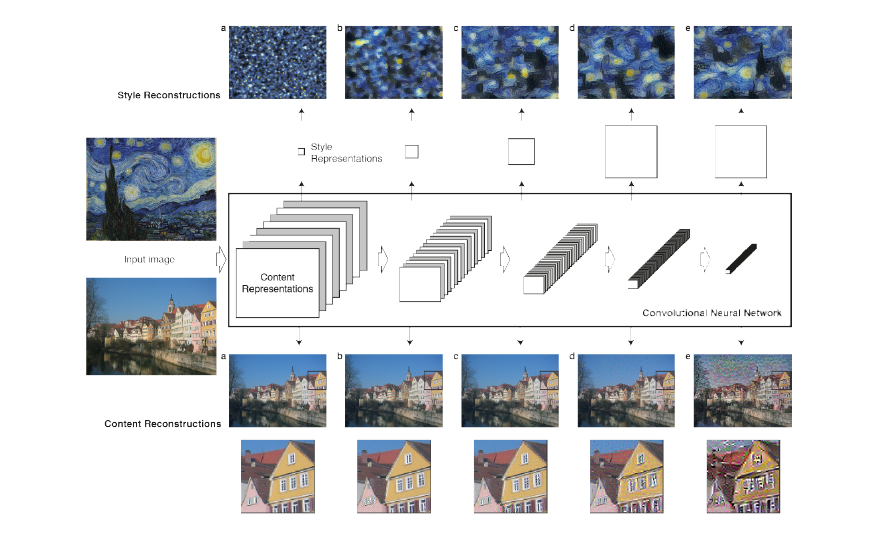 a b c d e
Style Reconstructions
Style
Representations
Input image
Content
Representations
Convolutional Neural Network
a b c d e
Content Reconstructions